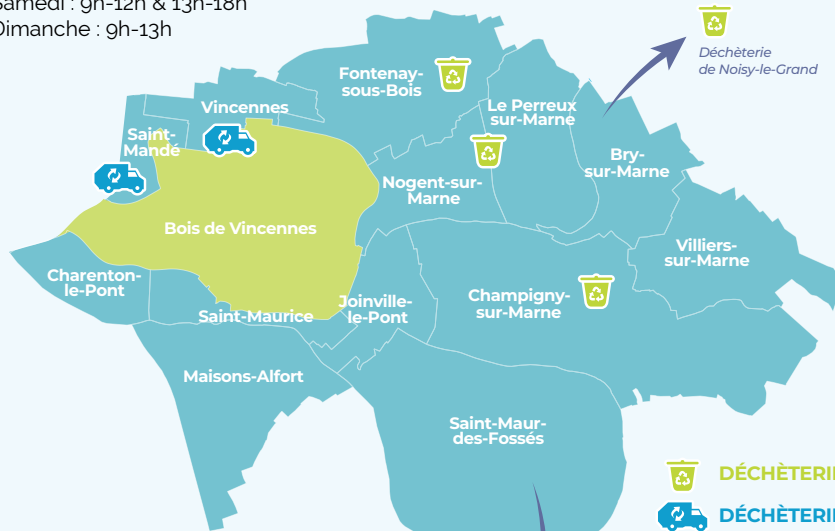 Samedi : 9h-12h & 13h-18h
Dimanche : 9h-13h
Déchèterie
de Noisy-le-Grand
Fontenay-
sous-Bois
Vincennes
Le Perreux
sur-Marne
Saint-
Mandé
Bry-
sur-Marne
Nogent-sur-
Marne
Bois de Vincennes
Villiers-
sur-Marne
Charenton-
le-Pont
Champigny-
sur-Marne
Joinville-
le-Pont
Saint-Maurice
Maisons-Alfort
Saint-Maur-
des-Fossés
DÉCHÈTERIE
DÉCHÈTERIE